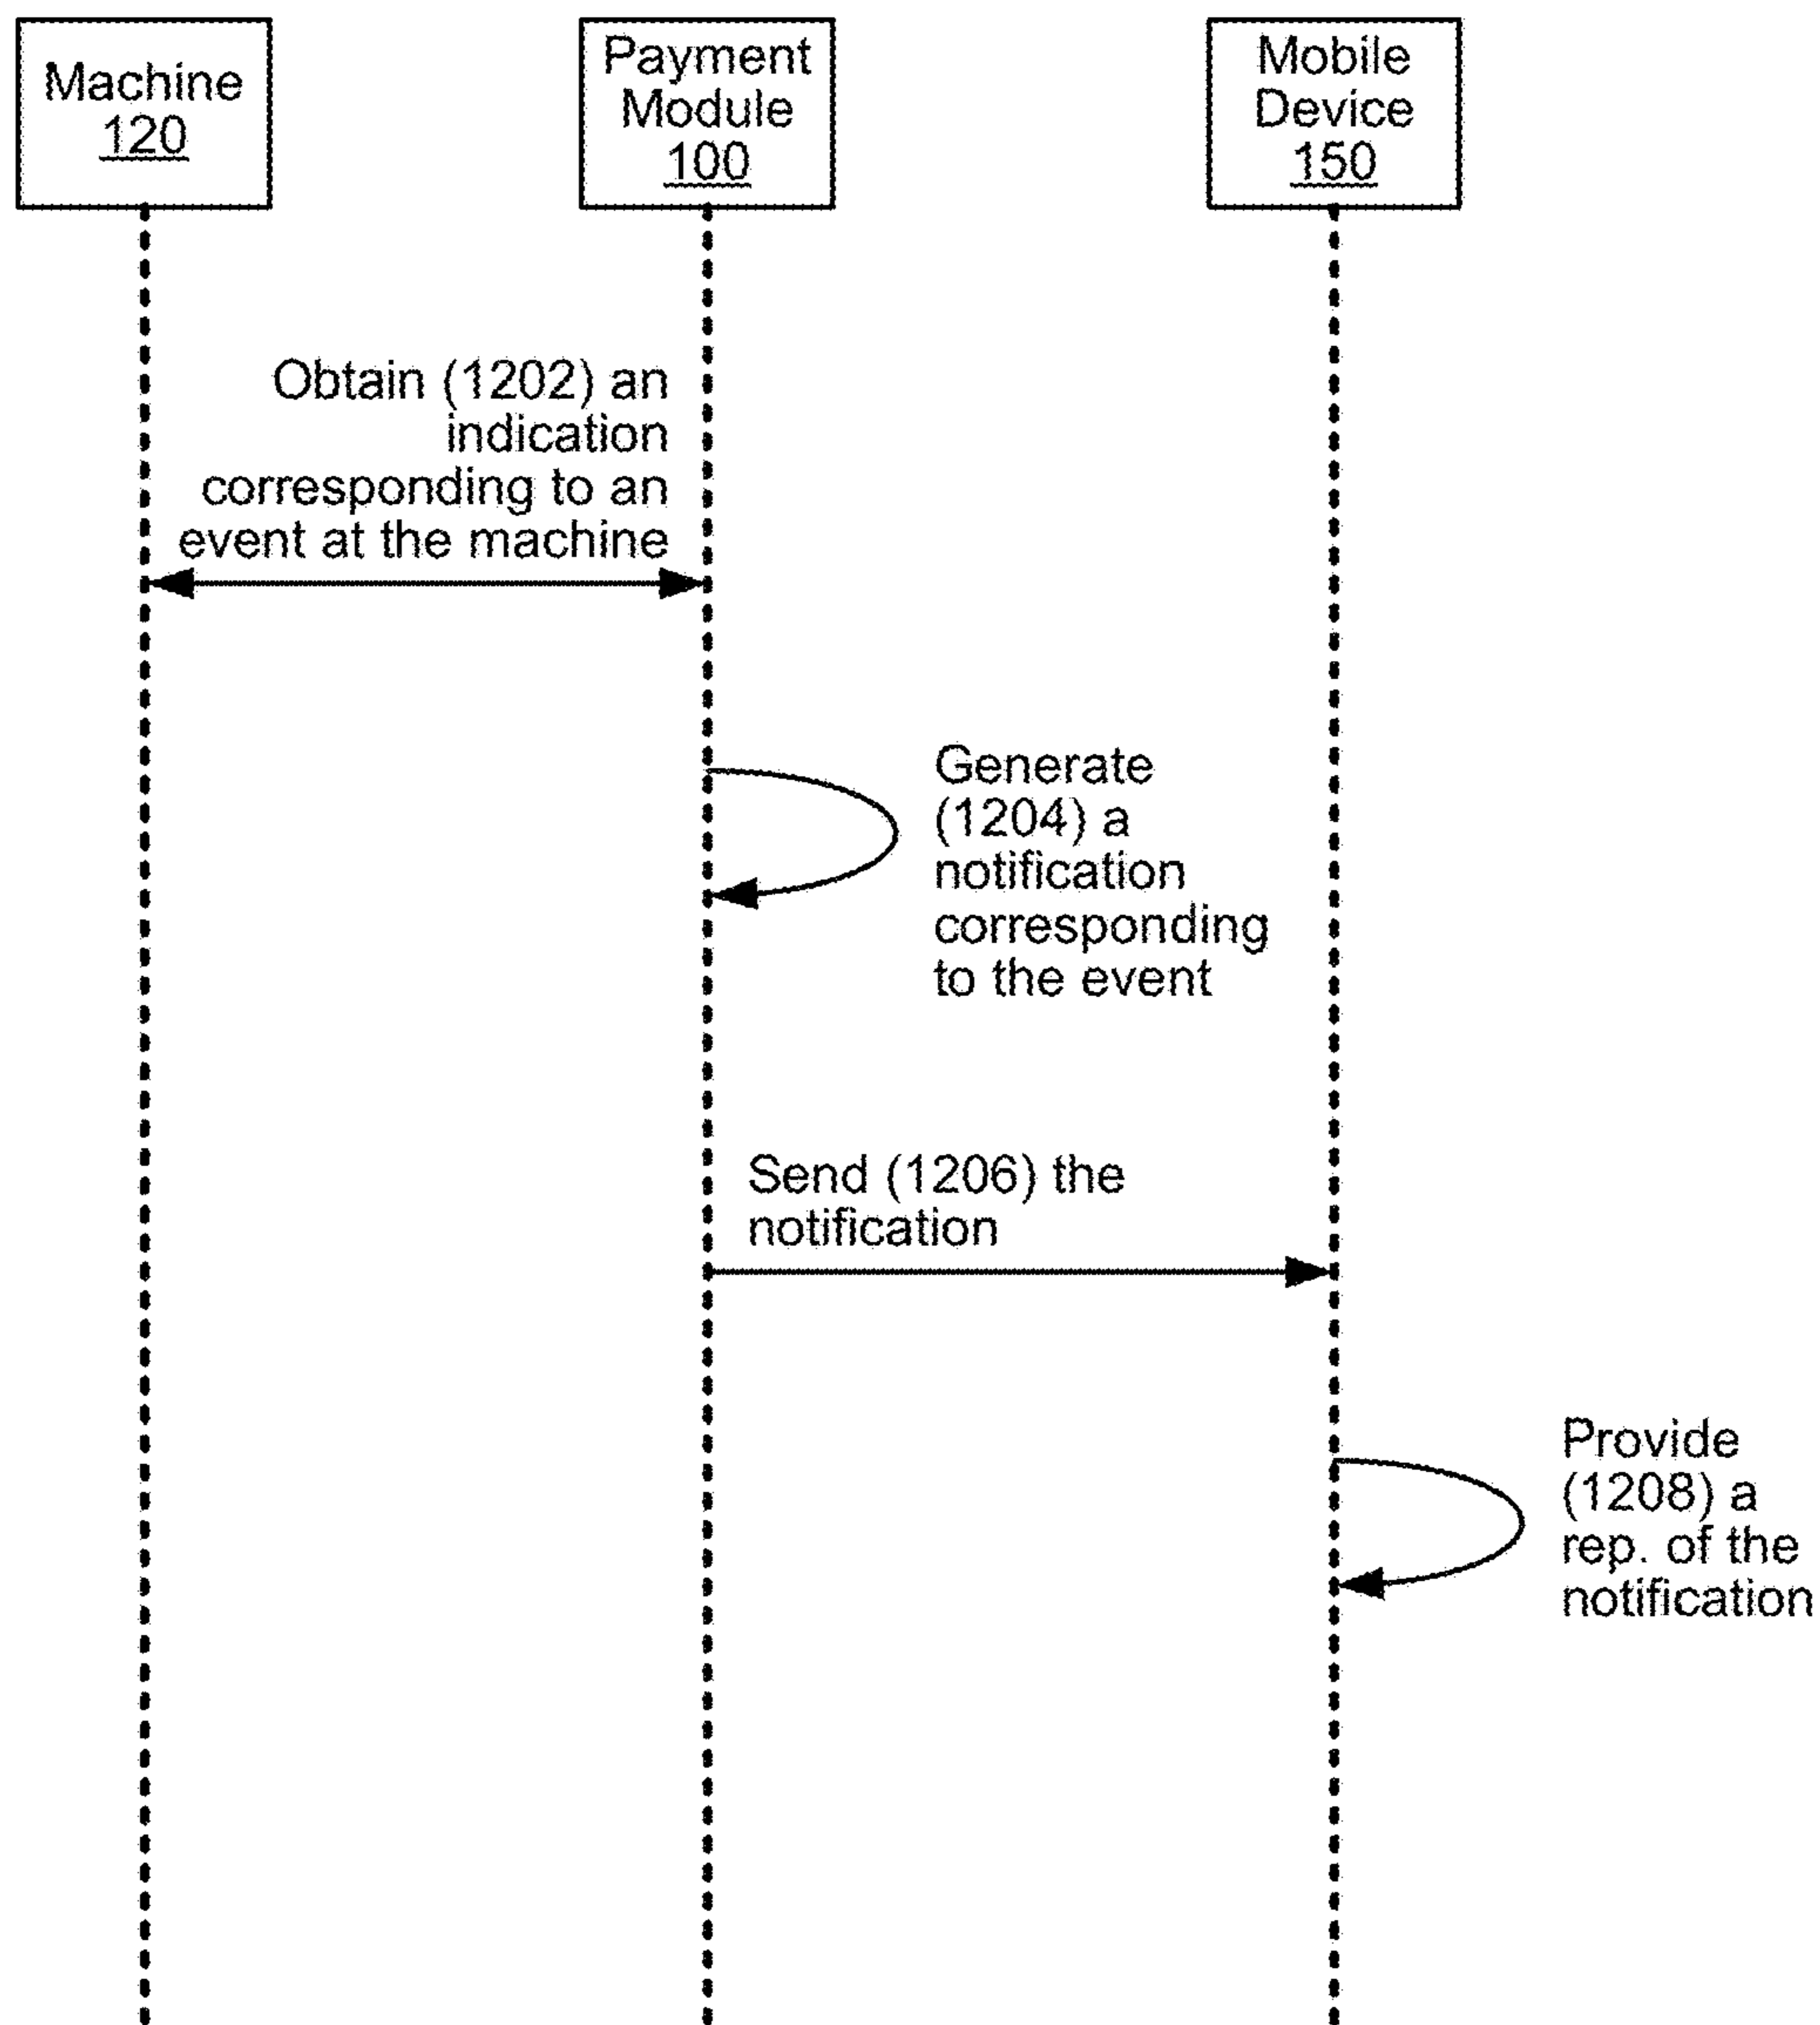 Machine
120
Payment
Module
100
Mobile
Device
150
Obtain (1202) an
indication
corresponding to an
event at the machine
Generate
(1204) a
notification
corresponding
to the event
Send (1206) the
notification
Provide
(1208) a
rep. of the
notification